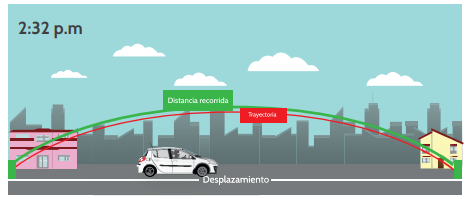 2:32 p.m
Distancia recorrida
Trayectoria
Desplazamiento